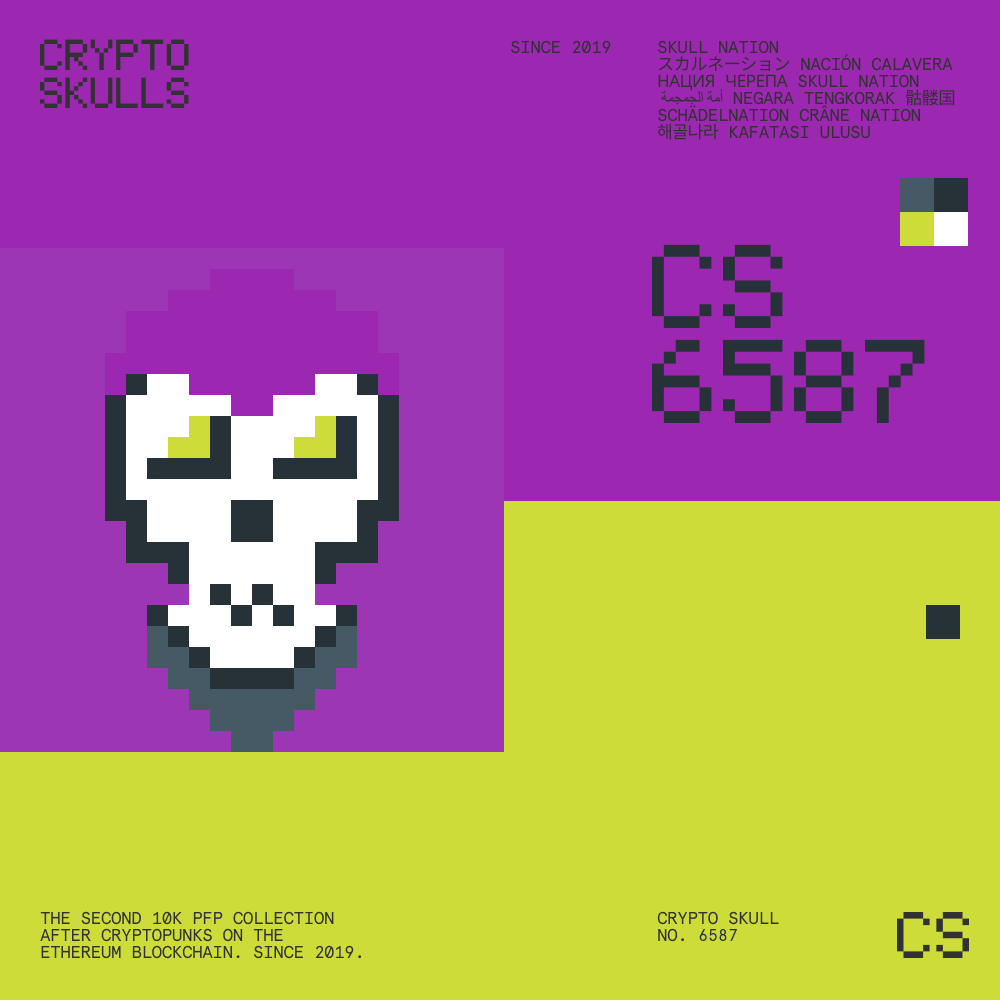 CRYPTO
SKULLS
SINCE 2019
SKULL NATION
スカルネーション NACIÓN CALAVERA
НАЦИЯ ЧЕРЕПА SKULL NATION
أمة الجمجمة NEGARA TENGKORAK 骷髅国
SCHÄDELNATION CRÂNE NATION
해골나라 KAFATASI ULUSU
CS
6587
THE SECOND 10K PFP COLLECTION
AFTER CRYPTOPUNKS ON THE
ETHEREUM BLOCKCHAIN. SINCE 2019.
CRYPTO SKULL
NO. 6587
CS